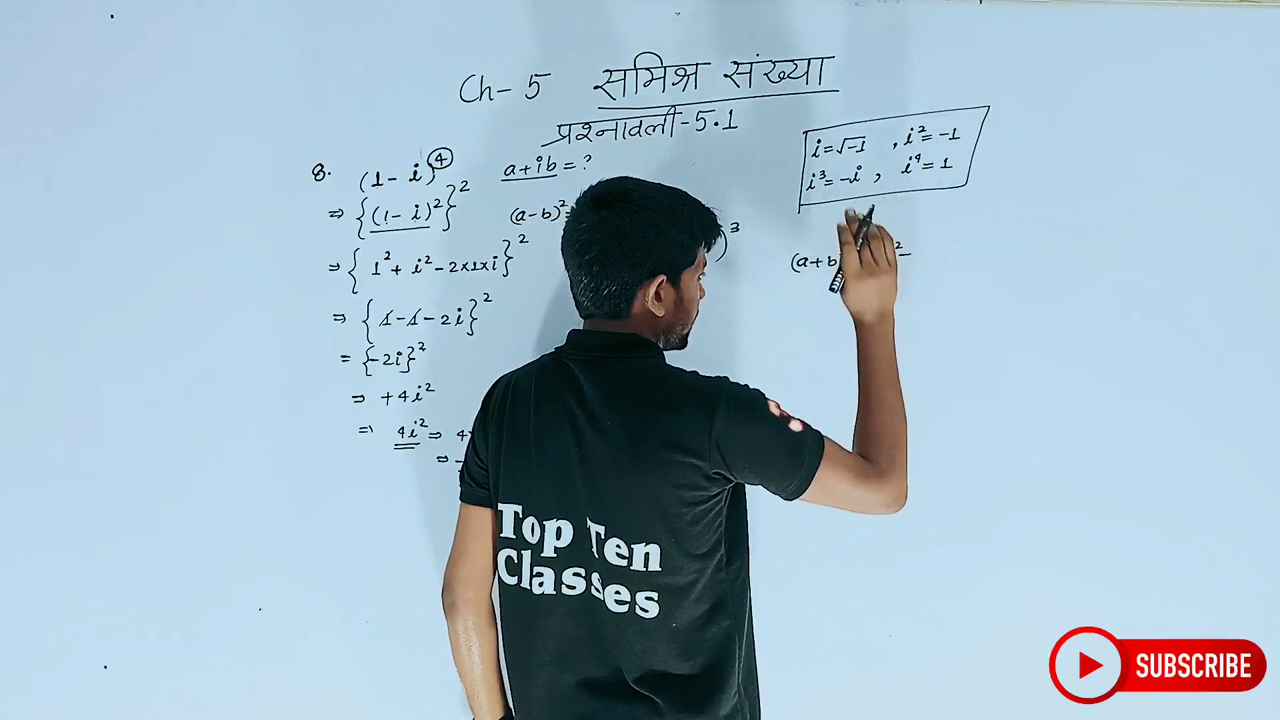 Ch-5 समिश्र संख्या
प्रश्नावली-5.1
i=√-1 , i²=-1
i³=-i , i⁴=1
8. (1-i)⁴ a+ib=?
⇒ {(1-i)²}² (a-b)²=
⇒ {1²+i²-2×1×i}²
⇒ {1-1-2i}²
= {-2i}²
⇒ +4i²
⇒ 4i² ⇒ 4
⇒ -
)³
(a+b
Top Ten
Classes
SUBSCRIBE